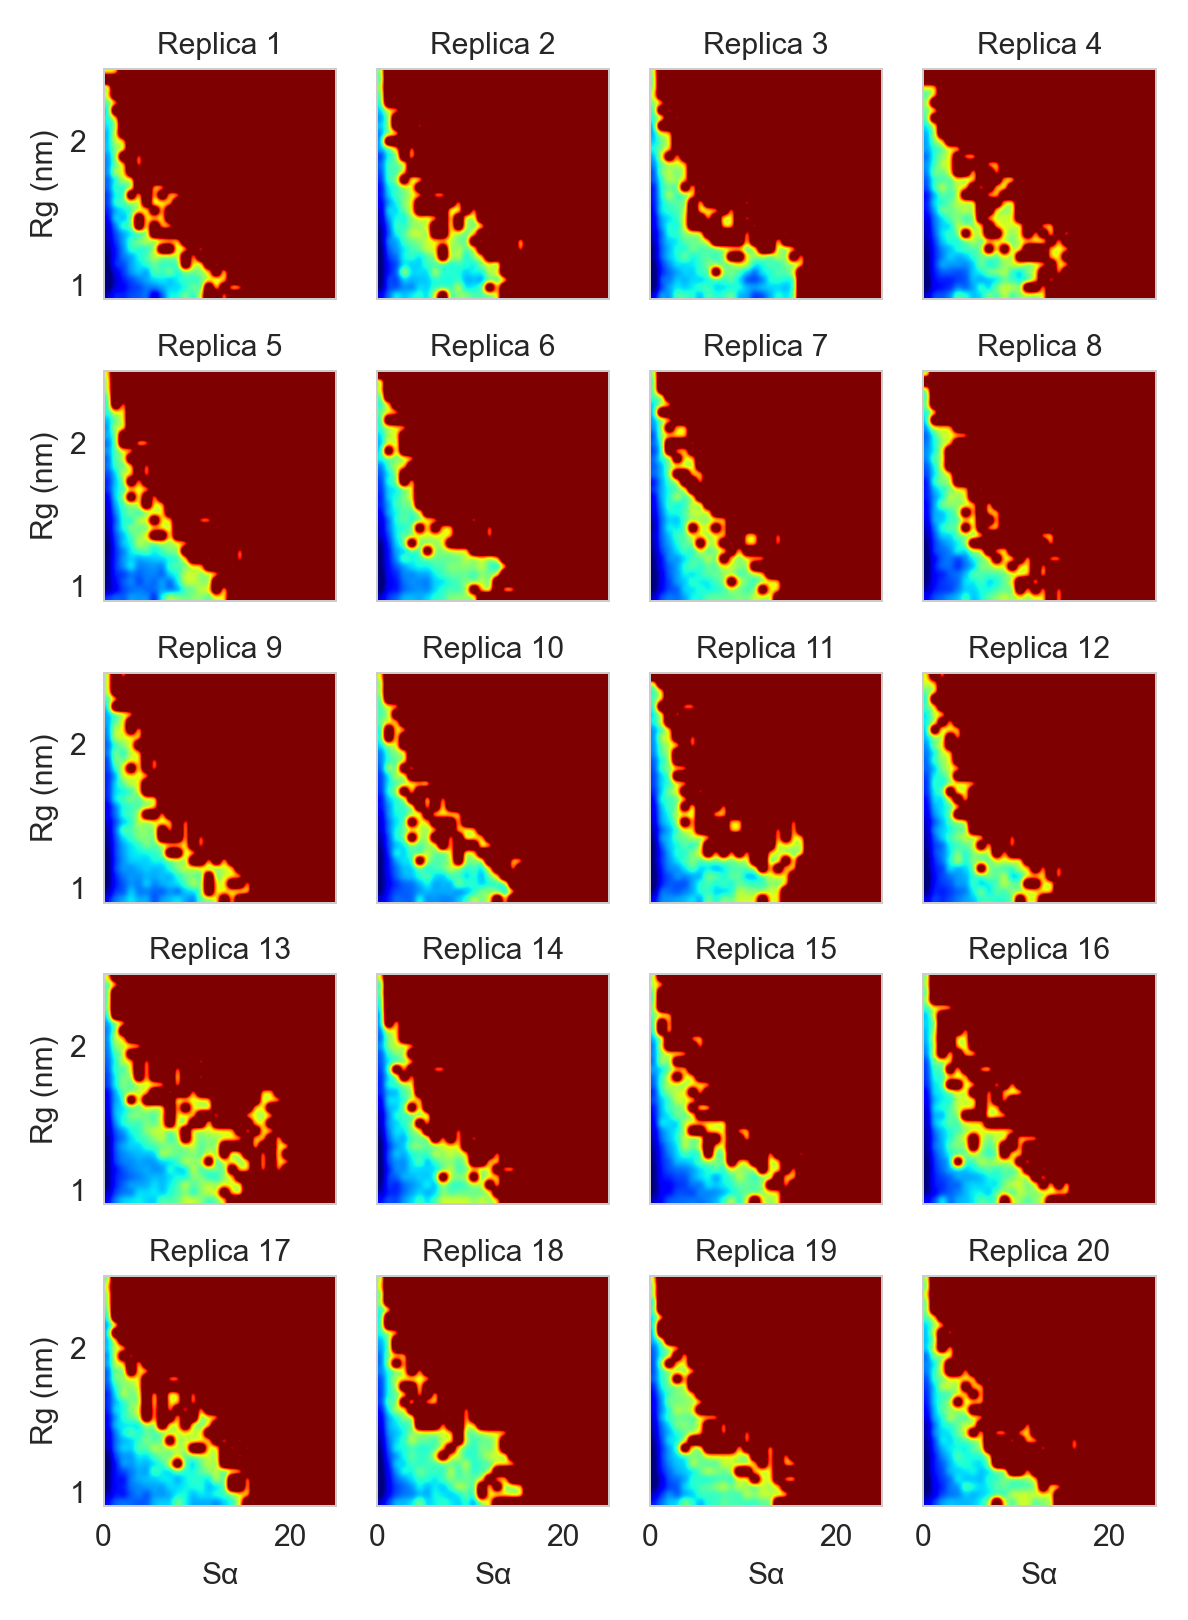 Replica 1 Replica 2 Replica 3 Replica 4
Rg (nm)
2
1
Replica 5 Replica 6 Replica 7 Replica 8
Rg (nm)
2
1
Replica 9 Replica 10 Replica 11 Replica 12
Rg (nm)
2
1
Replica 13 Replica 14 Replica 15 Replica 16
Rg (nm)
2
1
Replica 17 Replica 18 Replica 19 Replica 20
Rg (nm)
2
1
0 20 0 20 0 20 0 20
Sα Sα Sα Sα